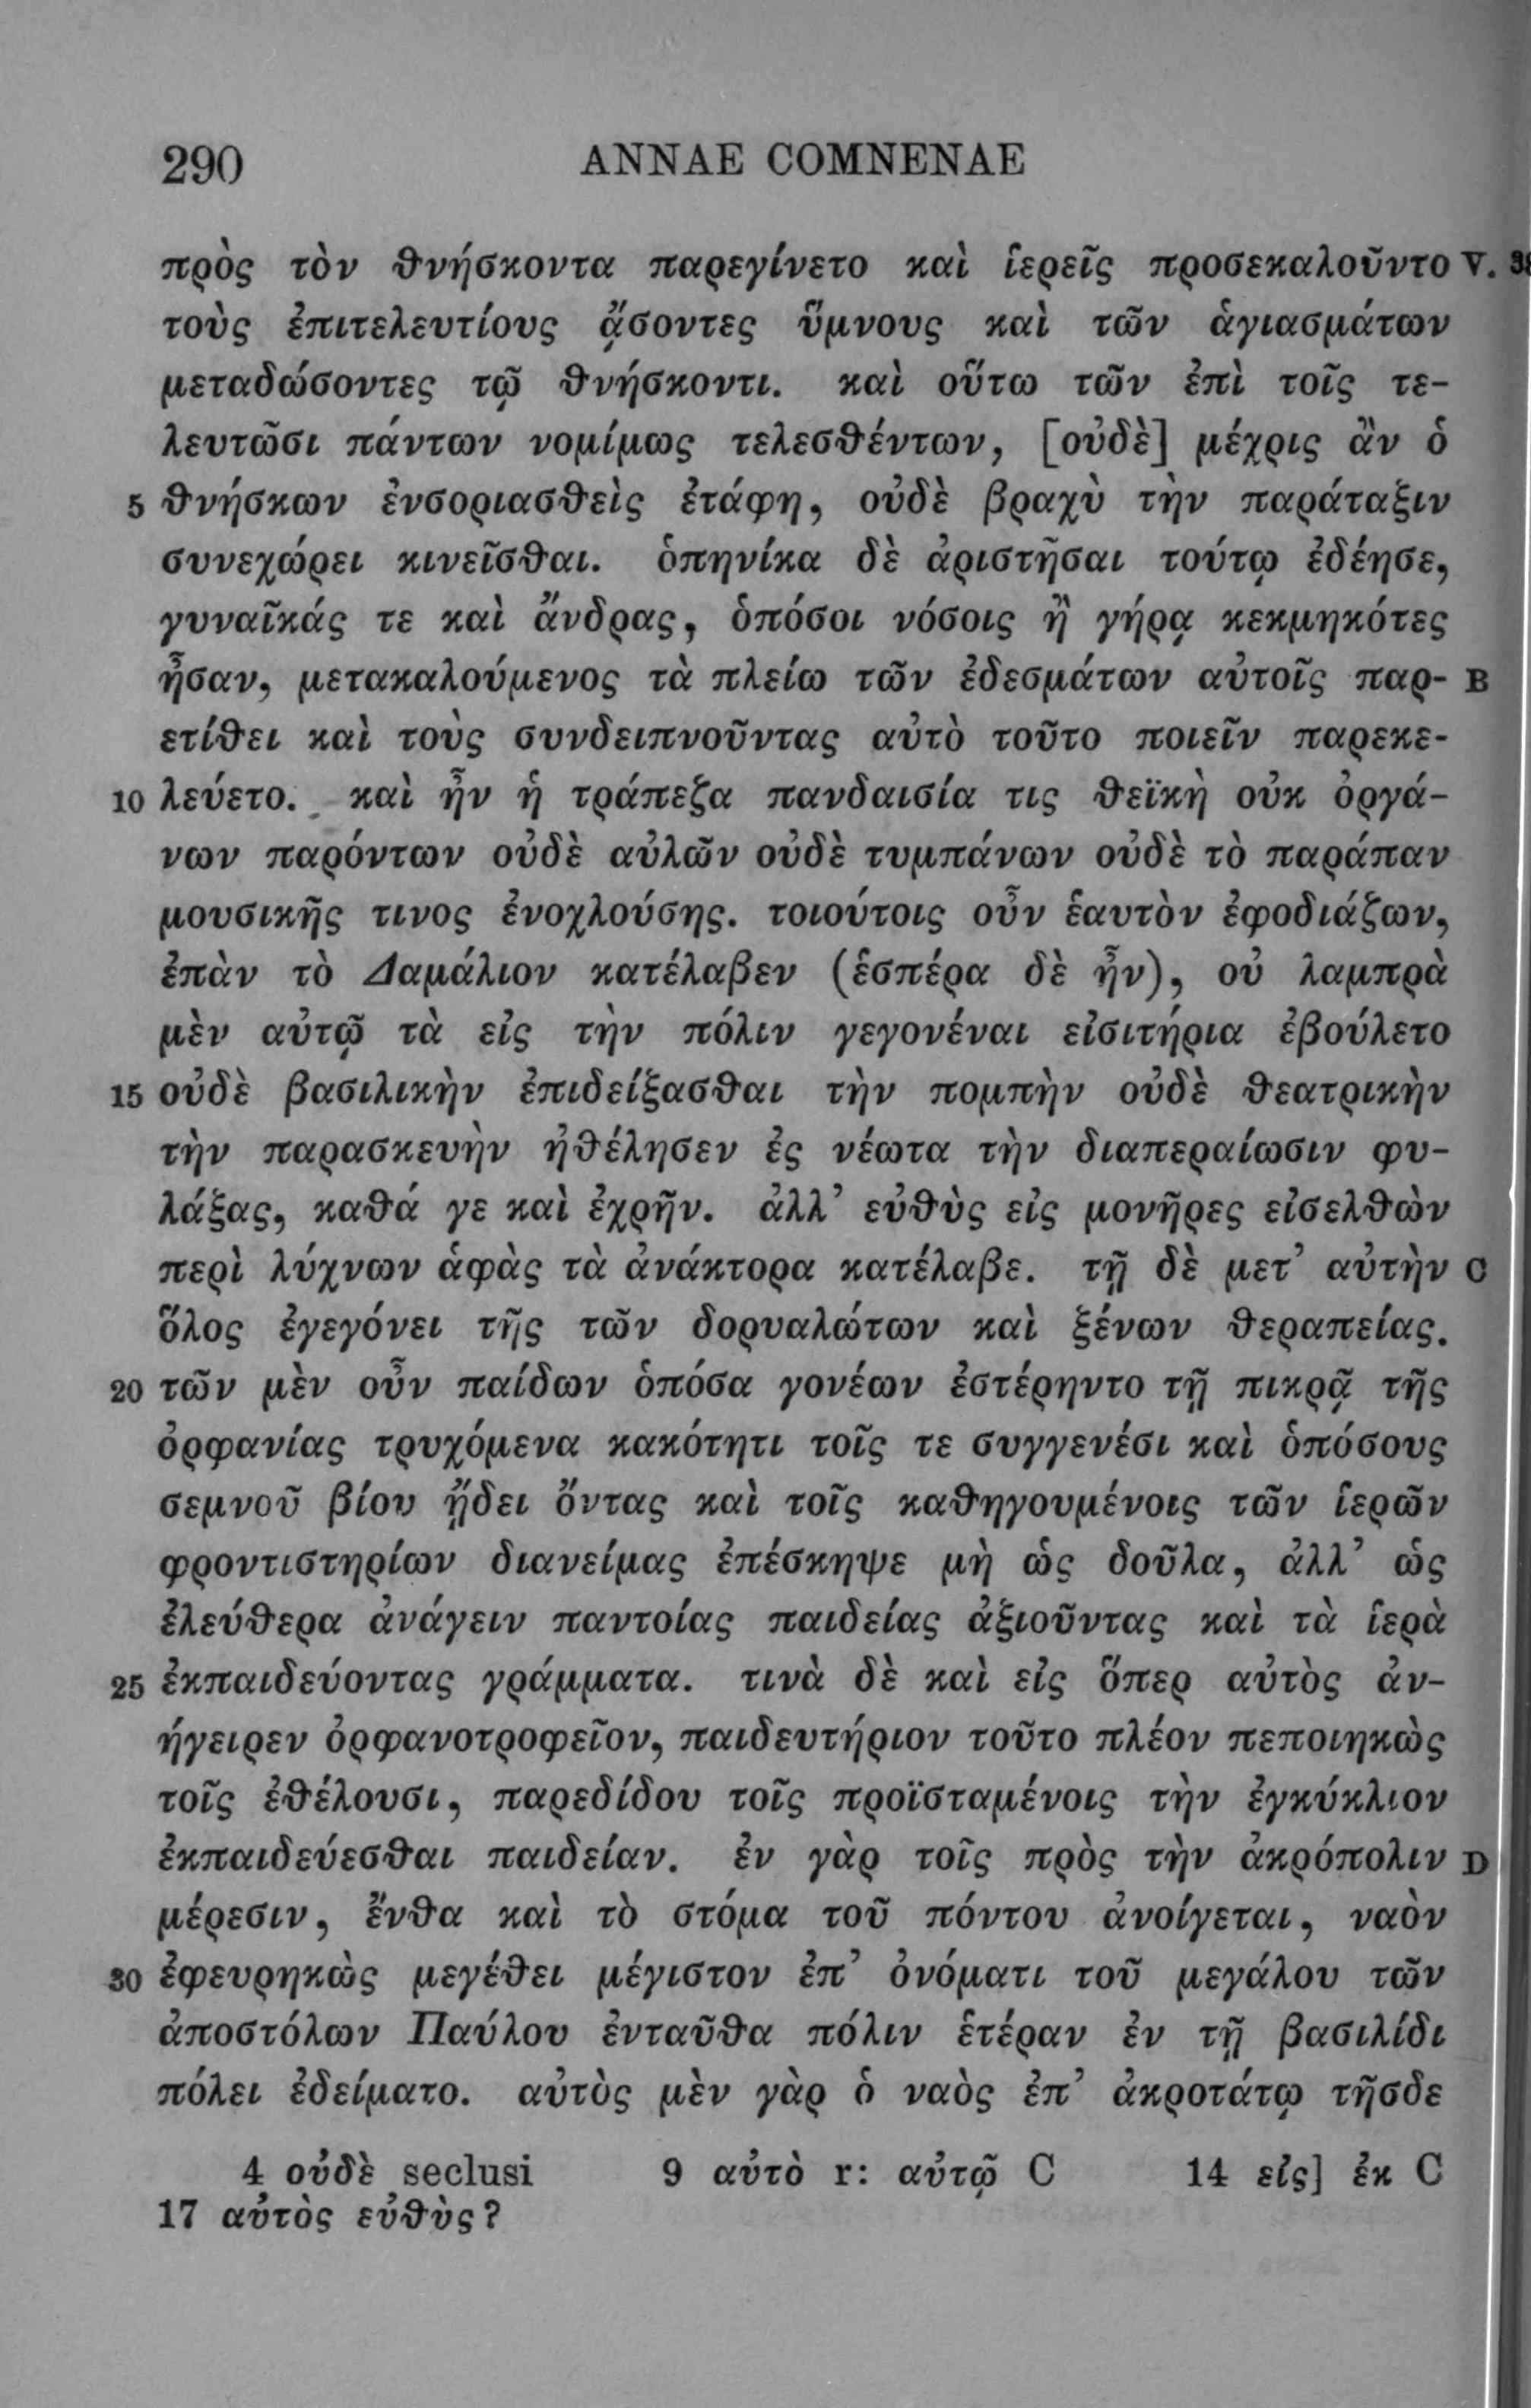 290 ANNAE COMNENAE
πρὸς τὸν θνήσκοντα παρεγίνετο καὶ ἱερεῖς προσεκαλοῦντο V.
τοὺς ἐπιτελευτίους ᾄσοντες ὕμνους καὶ τῶν ἁγιασμάτων
μεταδώσοντες τῷ θνήσκοντι. καὶ οὕτω τῶν ἐπὶ τοῖς τε-
λευτῶσι πάντων νομίμως τελεσθέντων, [οὐδὲ] μέχρις ἂν ὁ
5 θνήσκων ἐνσοριασθεὶς ἐτάφη, οὐδὲ βραχὺ τὴν παράταξιν
συνεχώρει κινεῖσθαι. ὁπηνίκα δὲ ἀριστῆσαι τούτῳ ἐδέησε,
γυναῖκάς τε καὶ ἄνδρας, ὁπόσοι νόσοις ἢ γήρᾳ κεκμηκότες
ἦσαν, μετακαλούμενος τὰ πλείω τῶν ἐδεσμάτων αὐτοῖς παρ- B
ετίθει καὶ τοὺς συνδειπνοῦντας αὐτὸ τοῦτο ποιεῖν παρεκε-
10 λεύετο. καὶ ἦν ἡ τράπεζα πανδαισία τις θεϊκὴ οὐκ ὀργά-
νων παρόντων οὐδὲ αὐλῶν οὐδὲ τυμπάνων οὐδὲ τὸ παράπαν
μουσικῆς τινος ἐνοχλούσης. τοιούτοις οὖν ἑαυτὸν ἐφοδιάζων,
ἐπὰν τὸ Δαμάλιον κατέλαβεν (ἑσπέρα δὲ ἦν), οὐ λαμπρὰ
μὲν αὐτῷ τὰ εἰς τὴν πόλιν γεγονέναι εἰσιτήρια ἐβούλετο
15 οὐδὲ βασιλικὴν ἐπιδείξασθαι τὴν πομπὴν οὐδὲ θεατρικὴν
τὴν παρασκευὴν ἠθέλησεν ἐς νέωτα τὴν διαπεραίωσιν φυ-
λάξας, καθά γε καὶ ἐχρῆν. ἀλλ’ εὐθὺς εἰς μονῆρες εἰσελθὼν
περὶ λύχνων ἁφὰς τὰ ἀνάκτορα κατέλαβε. τῇ δὲ μετ’ αὐτὴν C
ὅλος ἐγεγόνει τῆς τῶν δορυαλώτων καὶ ξένων θεραπείας.
20 τῶν μὲν οὖν παίδων ὁπόσα γονέων ἐστέρηντο τῇ πικρᾷ τῆς
ὀρφανίας τρυχόμενα κακότητι τοῖς τε συγγενέσι καὶ ὁπόσους
σεμνοῦ βίου ᾔδει ὄντας καὶ τοῖς καθηγουμένοις τῶν ἱερῶν
φροντιστηρίων διανείμας ἐπέσκηψε μὴ ὡς δοῦλα, ἀλλ’ ὡς
ἐλεύθερα ἀνάγειν παντοίας παιδείας ἀξιοῦντας καὶ τὰ ἱερὰ
25 ἐκπαιδεύοντας γράμματα. τινὰ δὲ καὶ εἰς ὅπερ αὐτὸς ἀν-
ήγειρεν ὀρφανοτροφεῖον, παιδευτήριον τοῦτο πλέον πεποιηκὼς
τοῖς ἐθέλουσι, παρεδίδου τοῖς προϊσταμένοις τὴν ἐγκύκλιον
ἐκπαιδεύεσθαι παιδείαν. ἐν γὰρ τοῖς πρὸς τὴν ἀκρόπολιν D
μέρεσιν, ἔνθα καὶ τὸ στόμα τοῦ πόντου ἀνοίγεται, ναὸν
30 ἐφευρηκὼς μεγέθει μέγιστον ἐπ’ ὀνόματι τοῦ μεγάλου τῶν
ἀποστόλων Παύλου ἐνταῦθα πόλιν ἑτέραν ἐν τῇ βασιλίδι
πόλει ἐδείματο. αὐτὸς μὲν γὰρ ὁ ναὸς ἐπ’ ἀκροτάτῳ τῆσδε
4 οὐδὲ seclusi 9 αὐτὸ r: αὐτῷ C 14 εἰς] ἐκ C
17 αὐτὸς εὐθὺς?